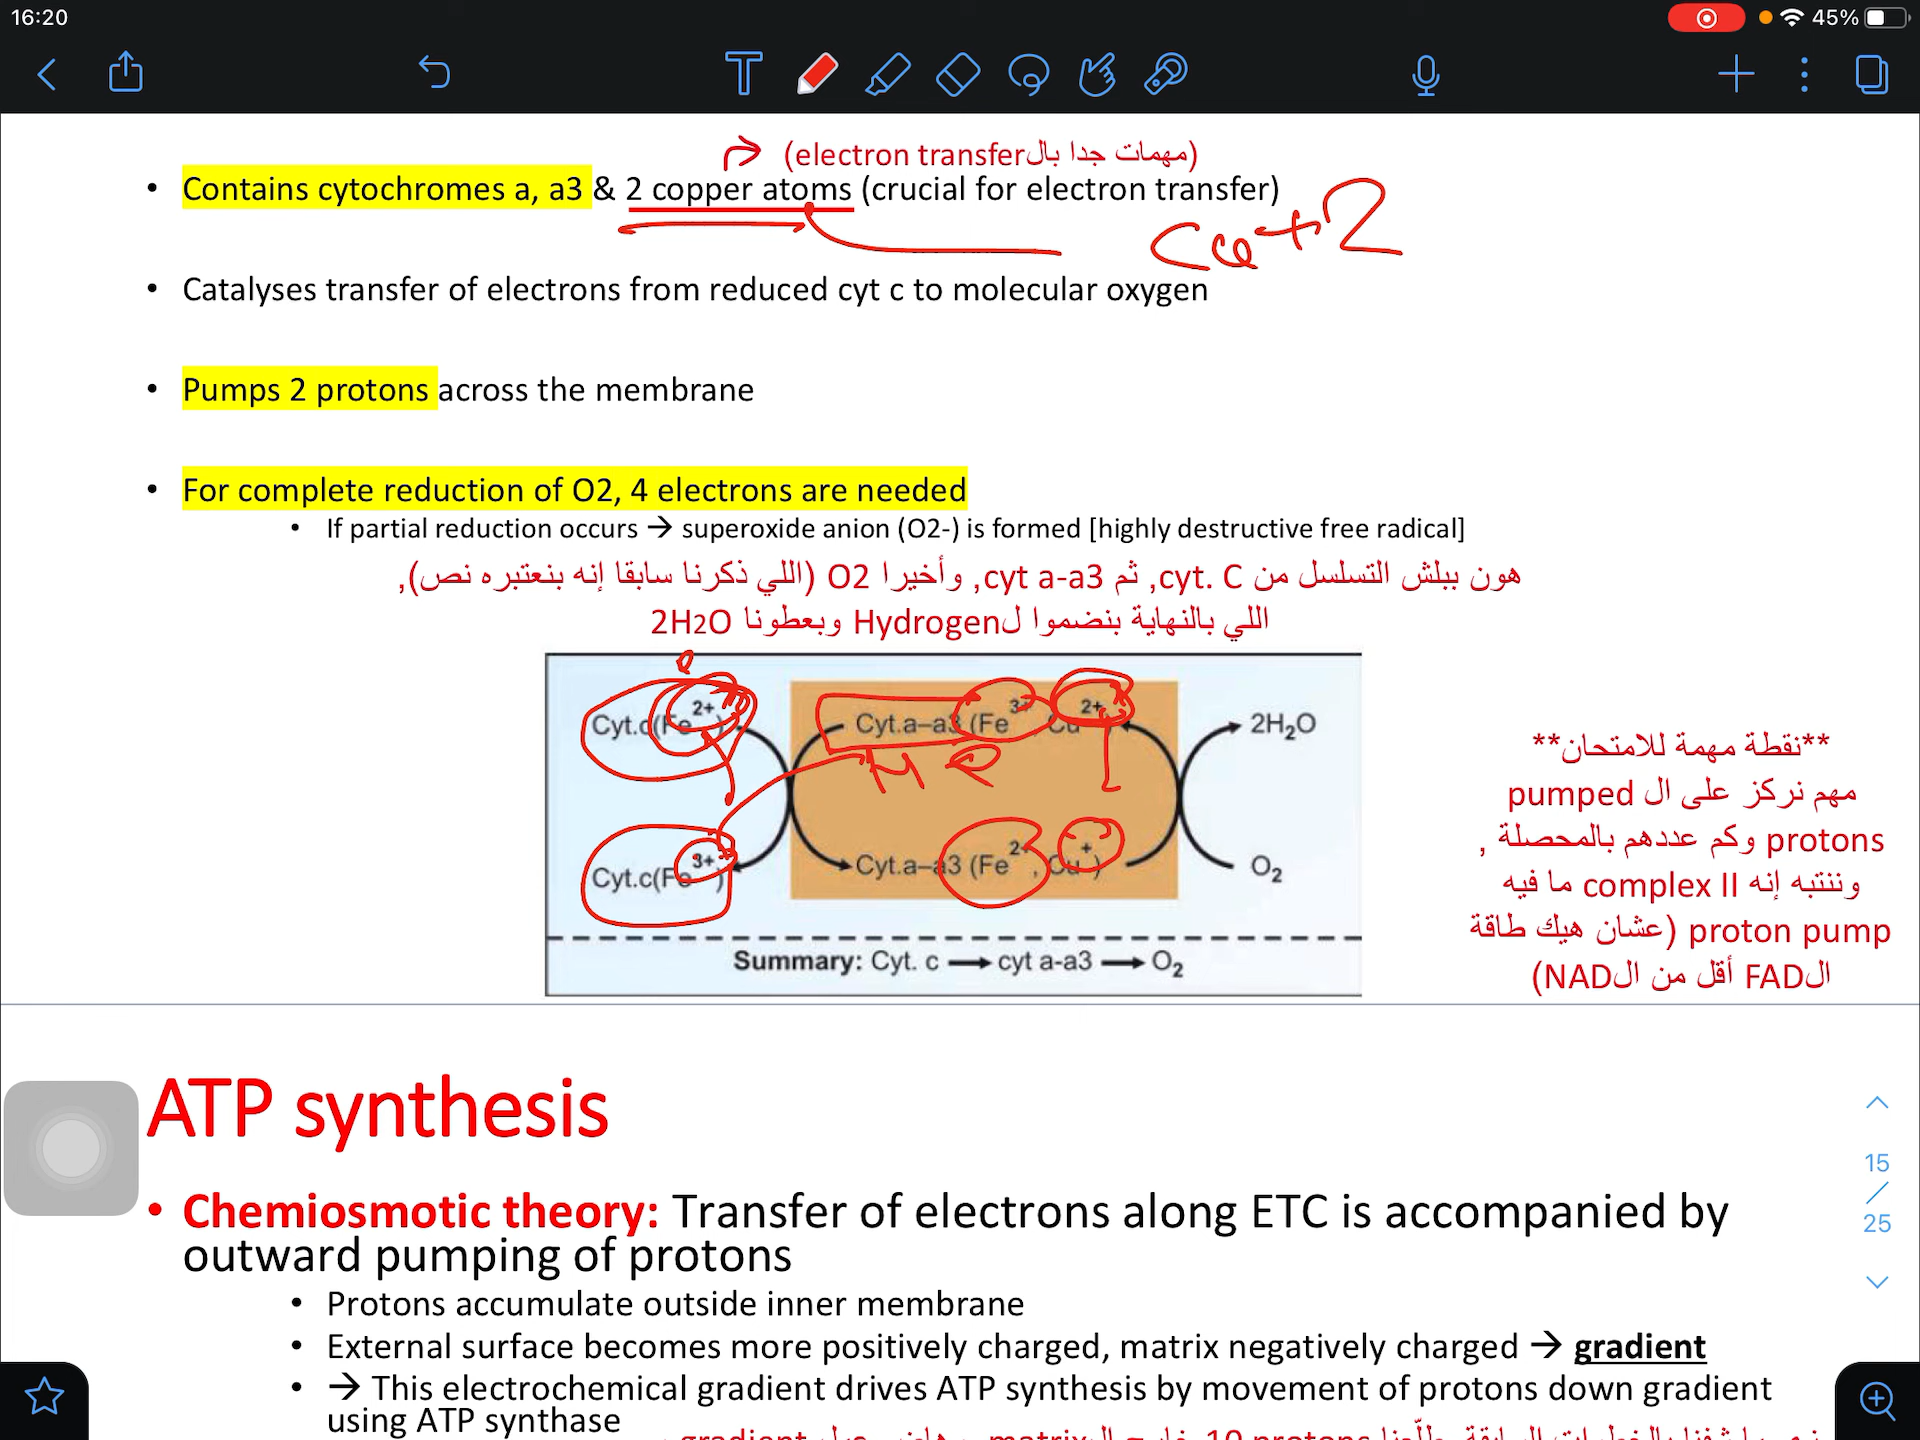 16:20
45%
(مهمات جدا بالelectron transfer)
• Contains cytochromes a, a3 & 2 copper atoms (crucial for electron transfer)
Cu+2
• Catalyses transfer of electrons from reduced cyt c to molecular oxygen
• Pumps 2 protons across the membrane
• For complete reduction of O2, 4 electrons are needed
• If partial reduction occurs → superoxide anion (O2-) is formed [highly destructive free radical]
هون ببلش التسلسل من cyt. C, ثم cyt a-a3, وأخيرا O2 (اللي ذكرنا سابقا إنه بنعتبره نص),
اللي بالنهاية بنضموا لHydrogen وبعطونا 2H2O
Cyt.c(Fe2+) Cyt.a–a3 (Fe3+, Cu2+) 2H₂O
Cyt.c(Fe3+) Cyt.a–a3 (Fe2+, Cu+) O₂
Summary: Cyt. c → cyt a-a3 → O₂
**نقطة مهمة للامتحان**
مهم نركز على ال pumped
protons وكم عددهم بالمحصلة ,
وننتبه إنه complex II ما فيه
proton pump (عشان هيك طاقة
الFAD أقل من الNAD)
ATP synthesis
• Chemiosmotic theory: Transfer of electrons along ETC is accompanied by
outward pumping of protons
• Protons accumulate outside inner membrane
• External surface becomes more positively charged, matrix negatively charged → gradient
• → This electrochemical gradient drives ATP synthesis by movement of protons down gradient
using ATP synthase
15
/
25